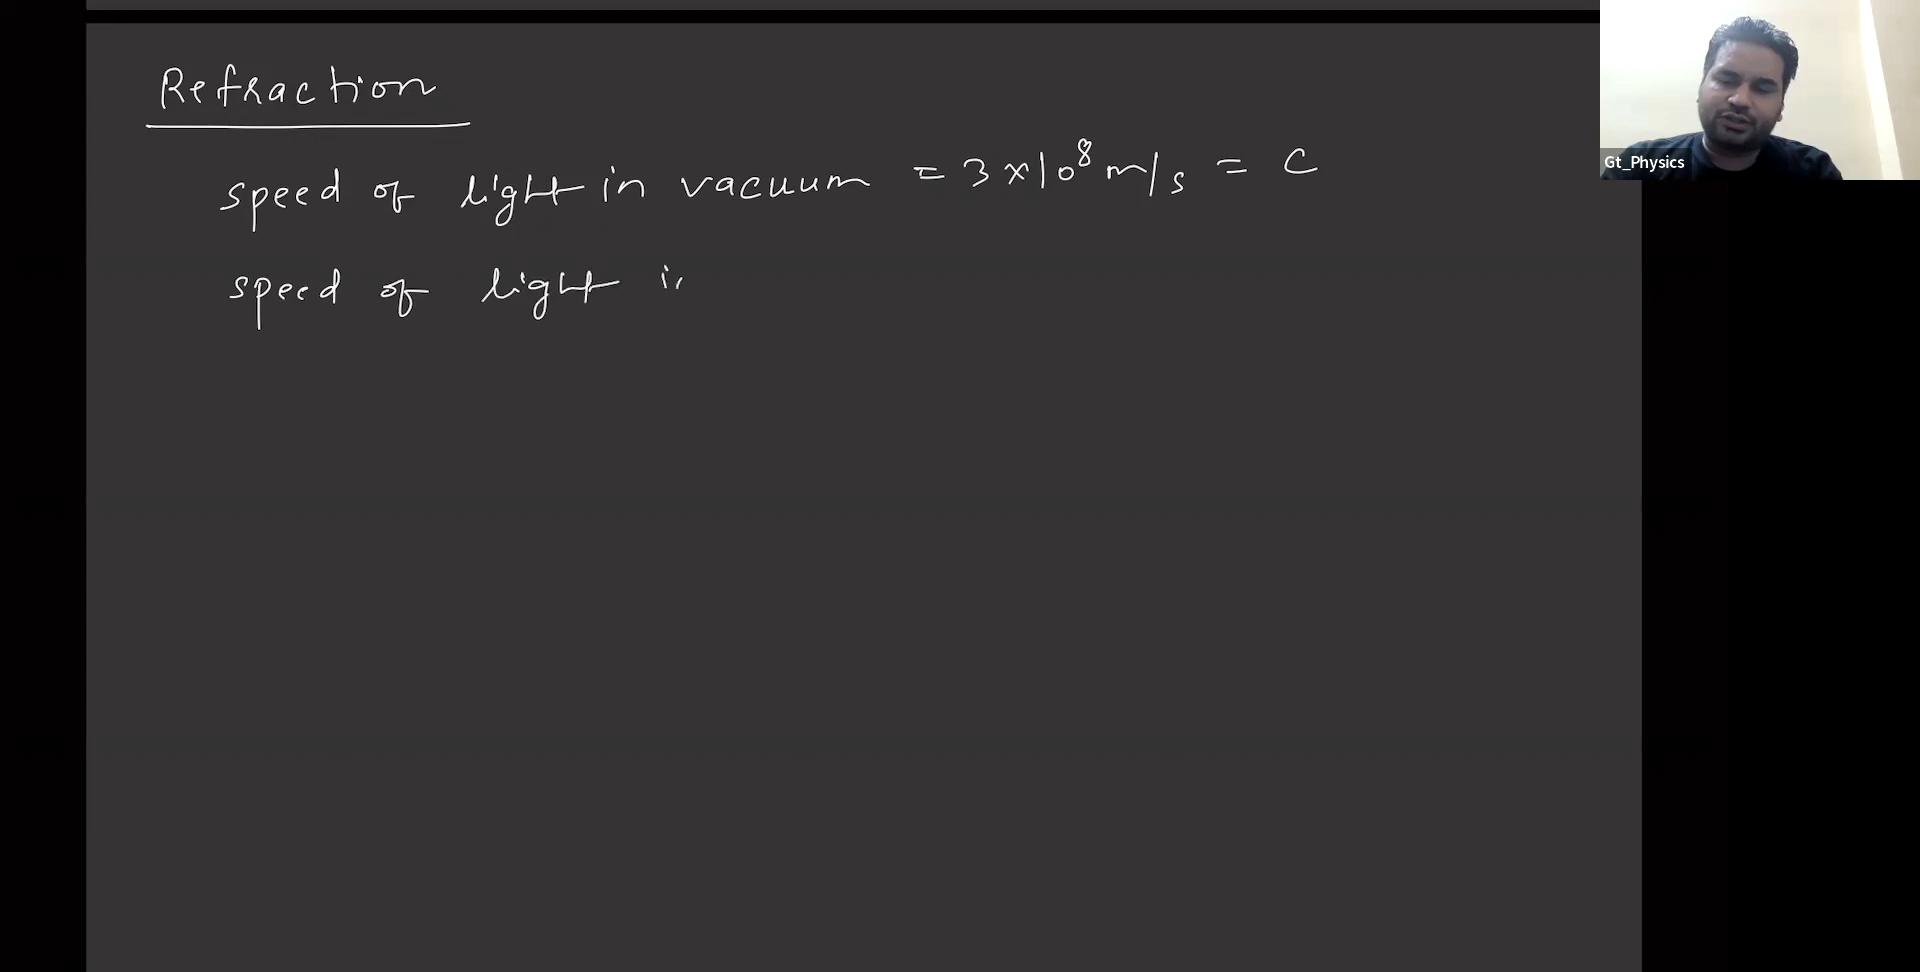 Refraction
speed of light in vacuum = 3 × 10⁸ m/s = c
speed of light i
Gt_Physics